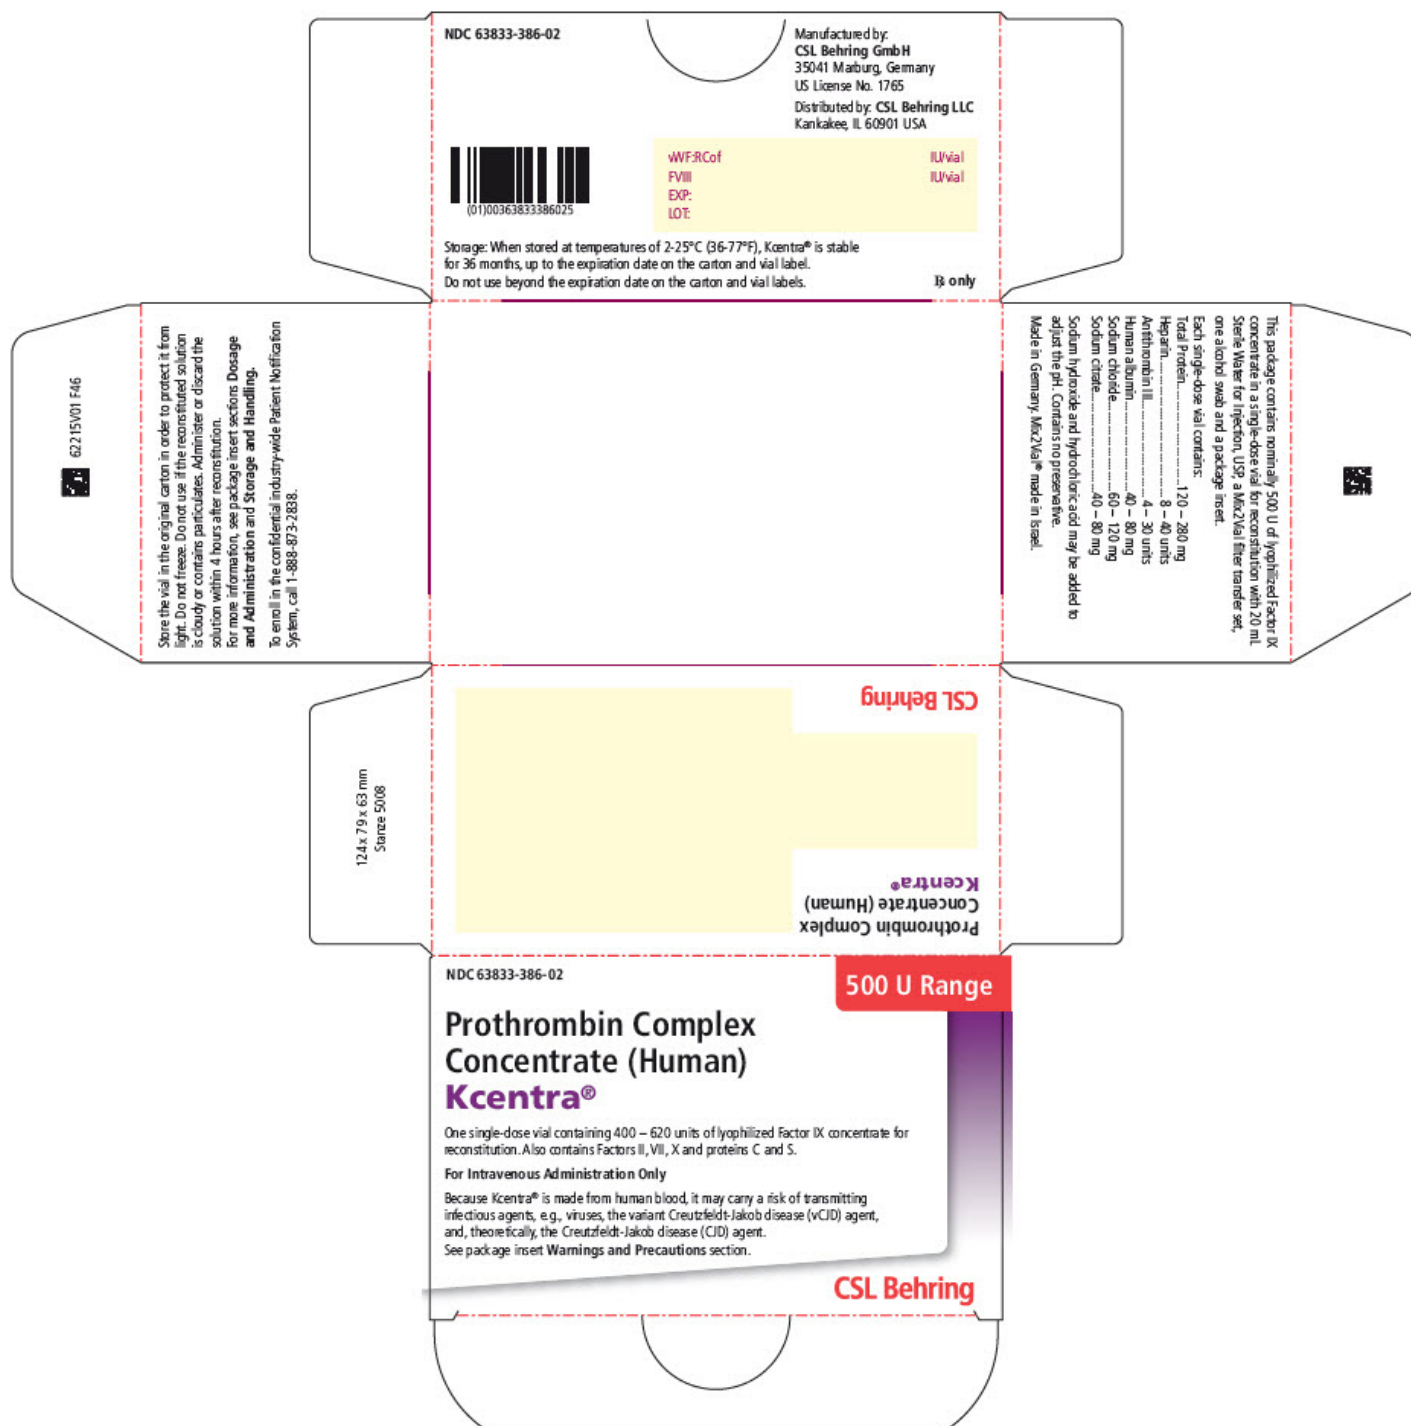 NDC 63833-386-02
Manufactured by:
CSL Behring GmbH
35041 Marburg, Germany
US License No. 1765
Distributed by: CSL Behring LLC
Kankakee, IL 60901 USA
(01)00363833386025
vWF:RCof IU/vial
FVIII IU/vial
EXP:
LOT:
Storage: When stored at temperatures of 2-25°C (36-77°F), Kcentra® is stable
for 36 months, up to the expiration date on the carton and vial label.
Do not use beyond the expiration date on the carton and vial labels.
℞ only
62215V01 F46
Store the vial in the original carton in order to protect it from
light. Do not freeze. Do not use if the reconstituted solution
is cloudy or contains particulates. Administer or discard the
solution within 4 hours after reconstitution.
For more information, see package insert sections Dosage
and Administration and Storage and Handling.
To enroll in the confidential industry-wide Patient Notification
System, call 1-888-873-2838.
This package contains nominally 500 U of lyophilized Factor IX
concentrate in a single-dose vial for reconstitution with 20 mL
Sterile Water for Injection, USP, a Mix2Vial filter transfer set,
one alcohol swab and a package insert.
Each single-dose vial contains:
Total Protein........................120 – 280 mg
Heparin.................................. 8 – 40 units
Antithrombin III........................ 4 – 30 units
Human albumin......................40 – 80 mg
Sodium chloride....................60 – 120 mg
Sodium citrate........................40 – 80 mg
Sodium hydroxide and hydrochloric acid may be added to
adjust the pH. Contains no preservative.
Made in Germany. Mix2Vial® made in Israel.
CSL Behring
Prothrombin Complex
Concentrate (Human)
Kcentra®
124 x 79 x 63 mm
Stanze 5008
NDC 63833-386-02
500 U Range
Prothrombin Complex
Concentrate (Human)
Kcentra®
One single-dose vial containing 400 – 620 units of lyophilized Factor IX concentrate for
reconstitution. Also contains Factors II, VII, X and proteins C and S.
For Intravenous Administration Only
Because Kcentra® is made from human blood, it may carry a risk of transmitting
infectious agents, e.g., viruses, the variant Creutzfeldt-Jakob disease (vCJD) agent,
and, theoretically, the Creutzfeldt-Jakob disease (CJD) agent.
See package insert Warnings and Precautions section.
CSL Behring